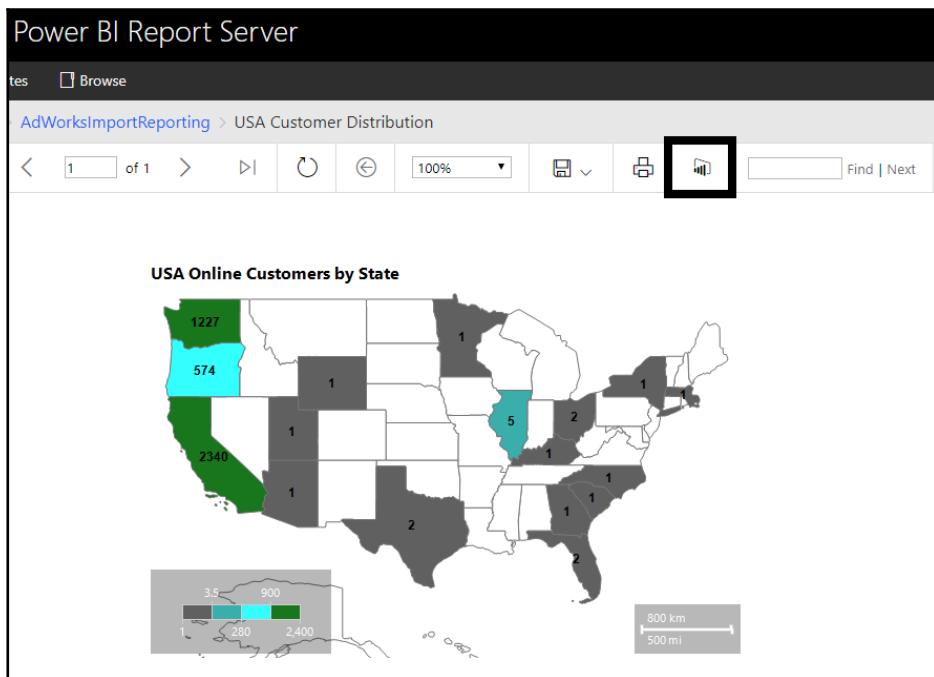 Power BI Report Server
tes Browse
AdWorksImportReporting > USA Customer Distribution
1 of 1 100% Find | Next
USA Online Customers by State
1227
1
574
1
1
1
5
2
1
1
2340
1
1
1
1
2
2
3.5 900
1 280 2,400
800 km
500 mi